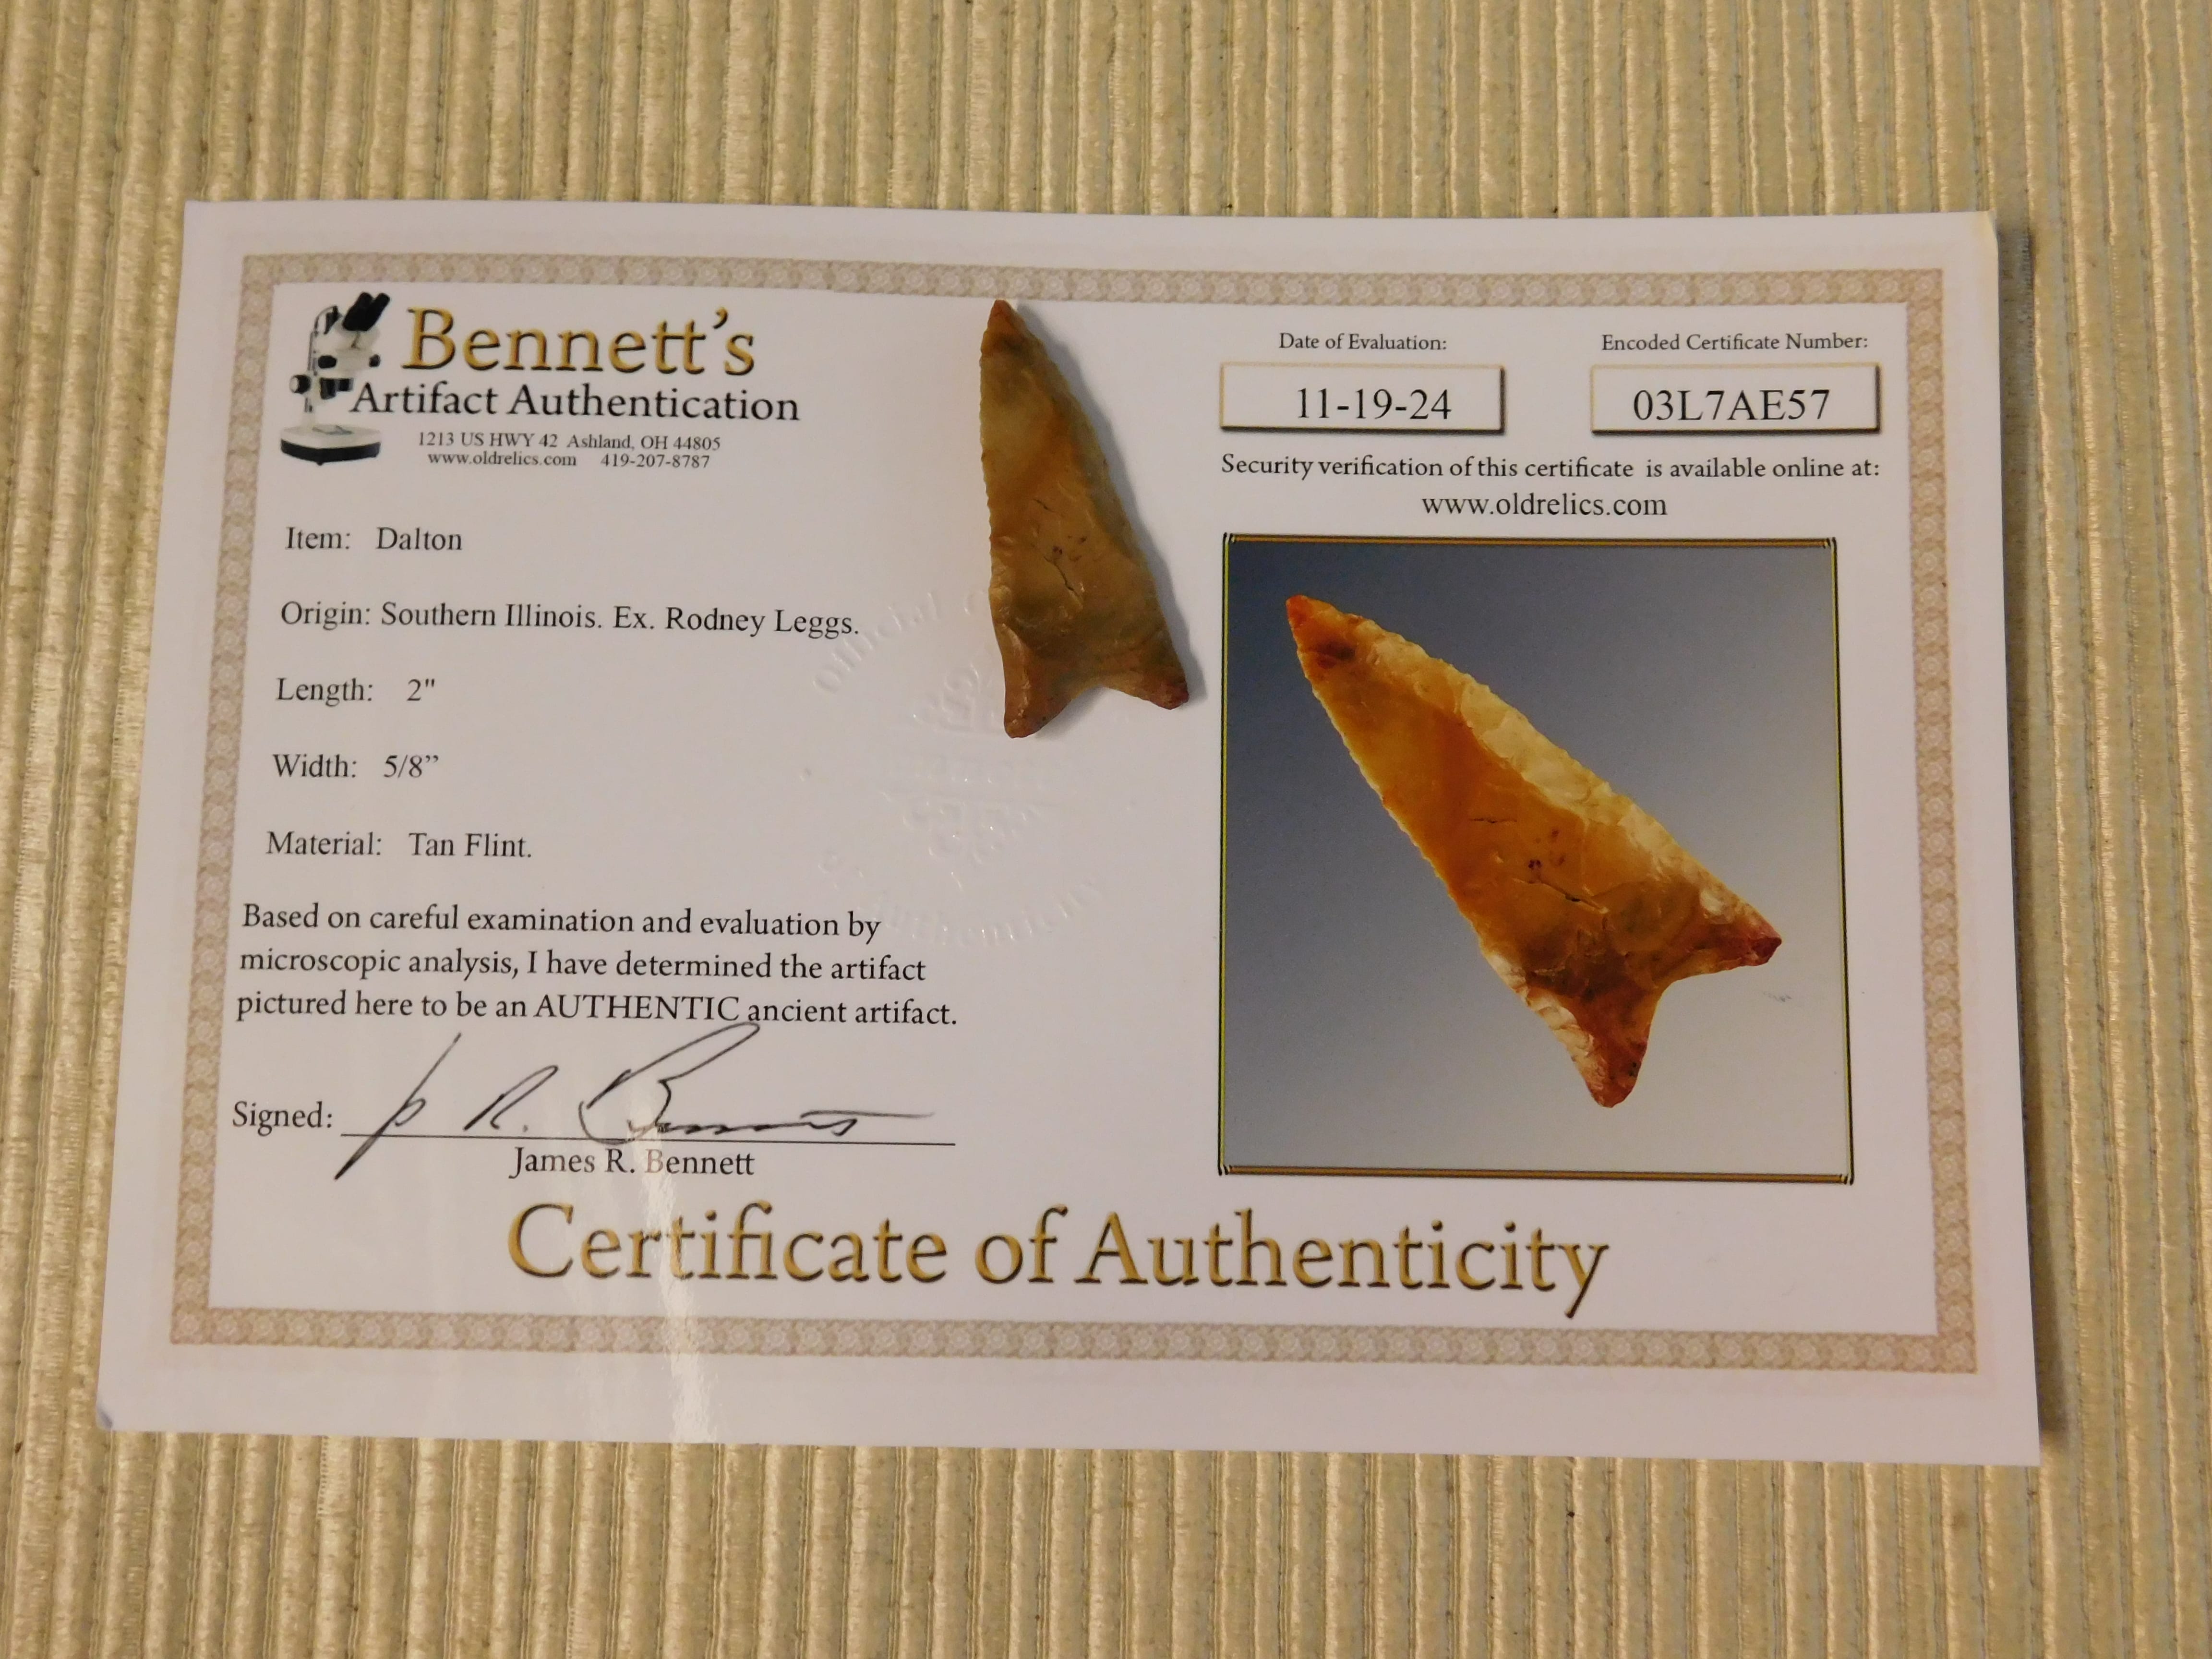 Bennett's
Artifact Authentication
1213 US HWY 42 Ashland, OH 44805
www.oldrelics.com 419-207-8787
Item: Dalton
Origin: Southern Illinois. Ex. Rodney Leggs.
Length: 2"
Width: 5/8”
Material: Tan Flint.
Based on careful examination and evaluation by
microscopic analysis, I have determined the artifact
pictured here to be an AUTHENTIC ancient artifact.
Signed: J R. Bennett
James R. Bennett
Date of Evaluation:
11-19-24
Encoded Certificate Number:
03L7AE57
Security verification of this certificate is available online at:
www.oldrelics.com
Official
of Authenticity
Certificate of Authenticity